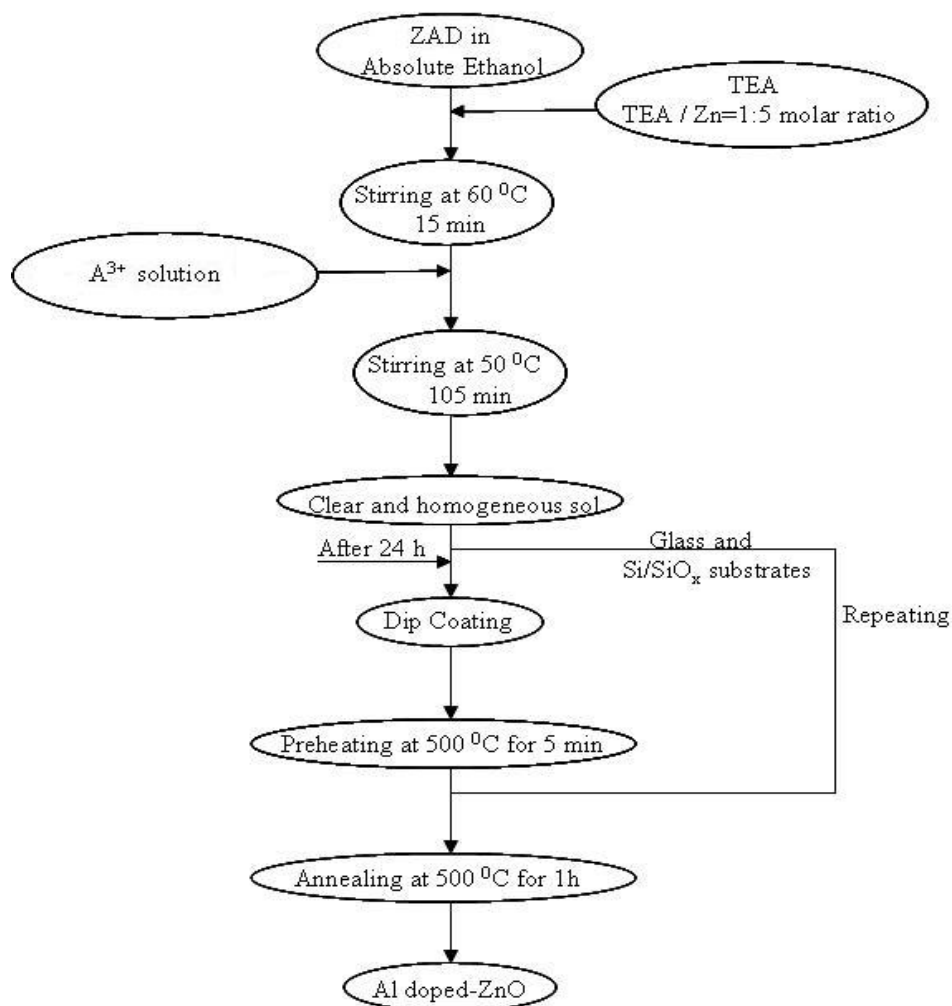 ZAD in
Absolute Ethanol
TEA
TEA / Zn=1:5 molar ratio
Stirring at 60 ⁰C
15 min
A³⁺ solution
Stirring at 50 ⁰C
105 min
Clear and homogeneous sol
After 24 h
Glass and
Si/SiOₓ substrates
Dip Coating
Repeating
Preheating at 500 ⁰C for 5 min
Annealing at 500 ⁰C for 1h
Al doped-ZnO